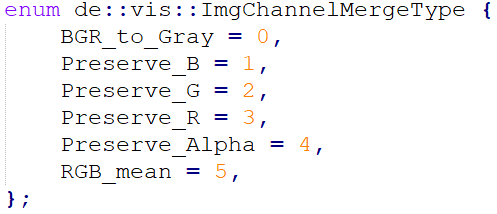 enum de::vis::ImgChannelMergeType {
    BGR_to_Gray = 0,
    Preserve_B = 1,
    Preserve_G = 2,
    Preserve_R = 3,
    Preserve_Alpha = 4,
    RGB_mean = 5,
};